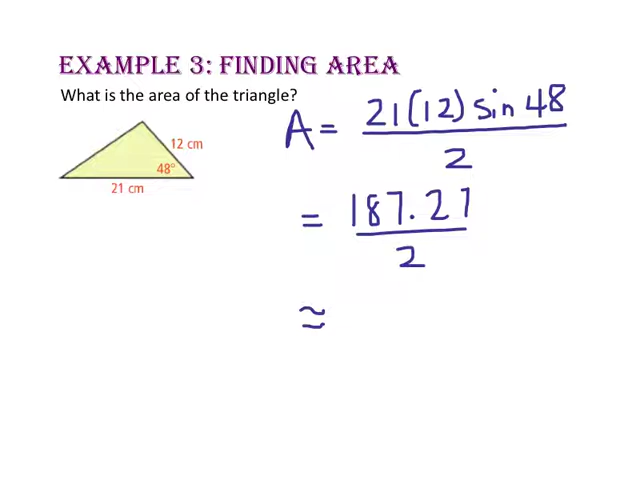 EXAMPLE 3: FINDING AREA
What is the area of the triangle?
12 cm
48°
21 cm
A = 21(12) sin 48 / 2
= 187.27 / 2
≈